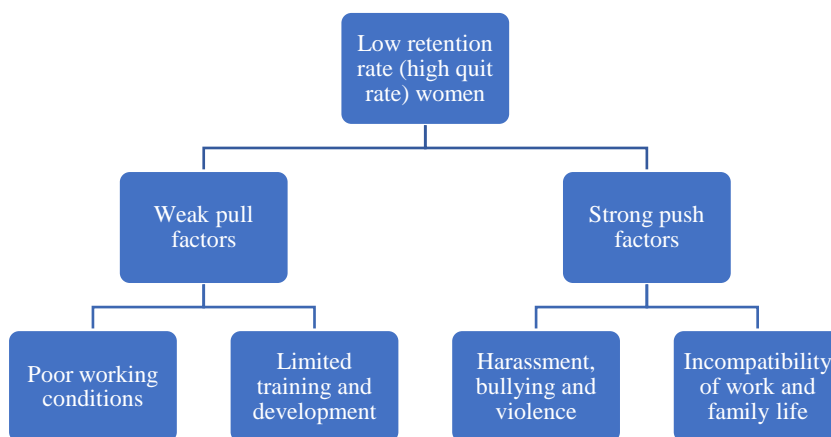 Low retention
rate (high quit
rate) women
Weak pull
factors
Strong push
factors
Poor working
conditions
Limited
training and
development
Harassment,
bullying and
violence
Incompatibility
of work and
family life